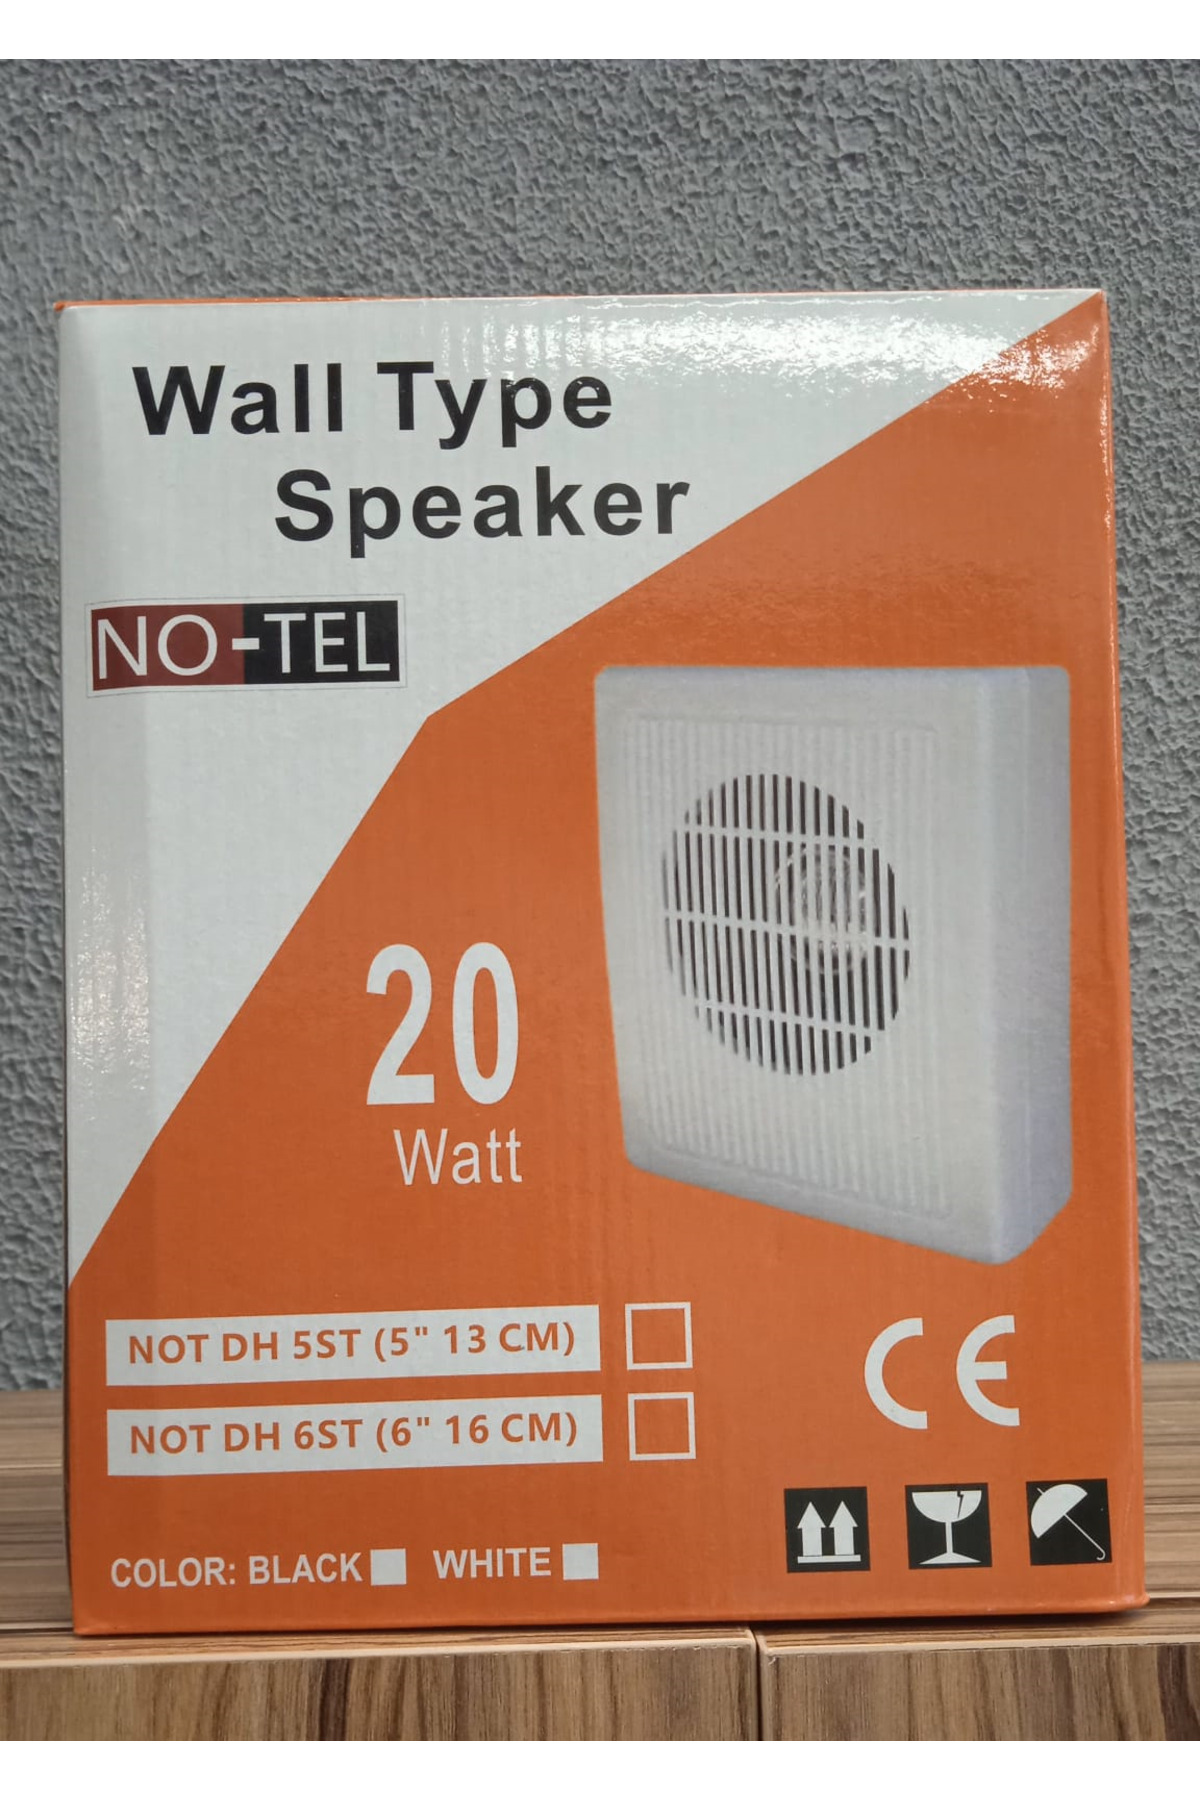 Wall Type
Speaker
NO-TEL
20
Watt
NOT DH 5ST (5" 13 CM)
NOT DH 6ST (6" 16 CM)
CE
COLOR: BLACK WHITE